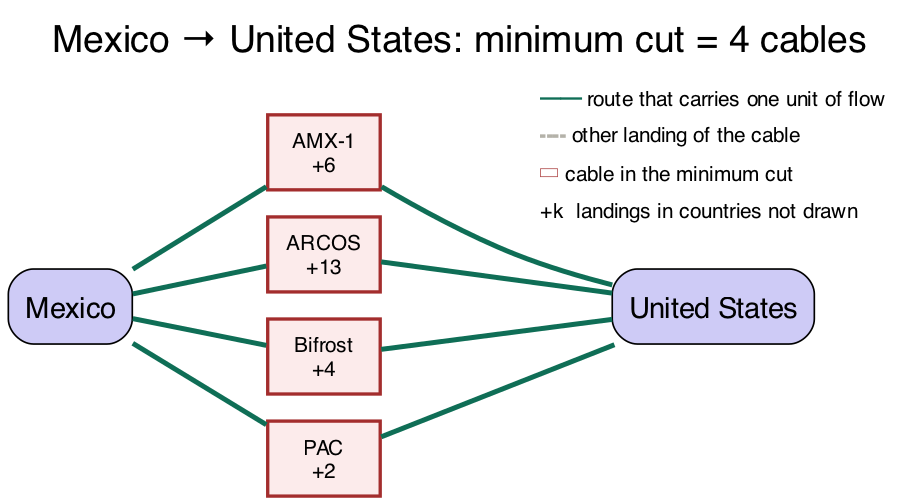 Mexico → United States: minimum cut = 4 cables
route that carries one unit of flow
other landing of the cable
cable in the minimum cut
+k landings in countries not drawn
AMX-1
+6
ARCOS
+13
Mexico
United States
Bifrost
+4
PAC
+2